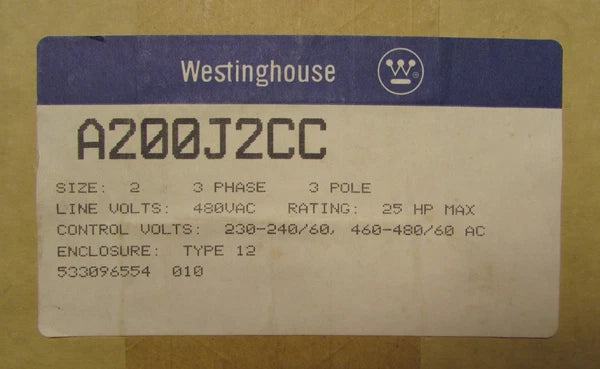 Westinghouse W ®
A200J2CC
SIZE: 2 3 PHASE 3 POLE
LINE VOLTS: 480VAC RATING: 25 HP MAX
CONTROL VOLTS: 230-240/60, 460-480/60 AC
ENCLOSURE: TYPE 12
533096554 010